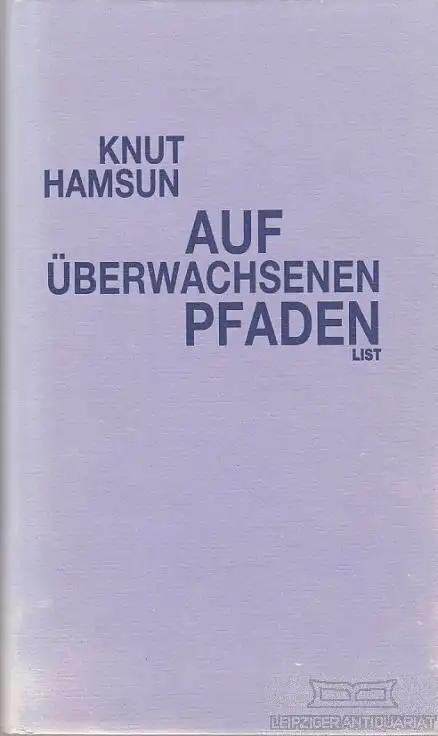 KNUT
HAMSUN
AUF
ÜBERWACHSENEN
PFADEN
LIST
LEIPZIGER ANTIQUARIAT